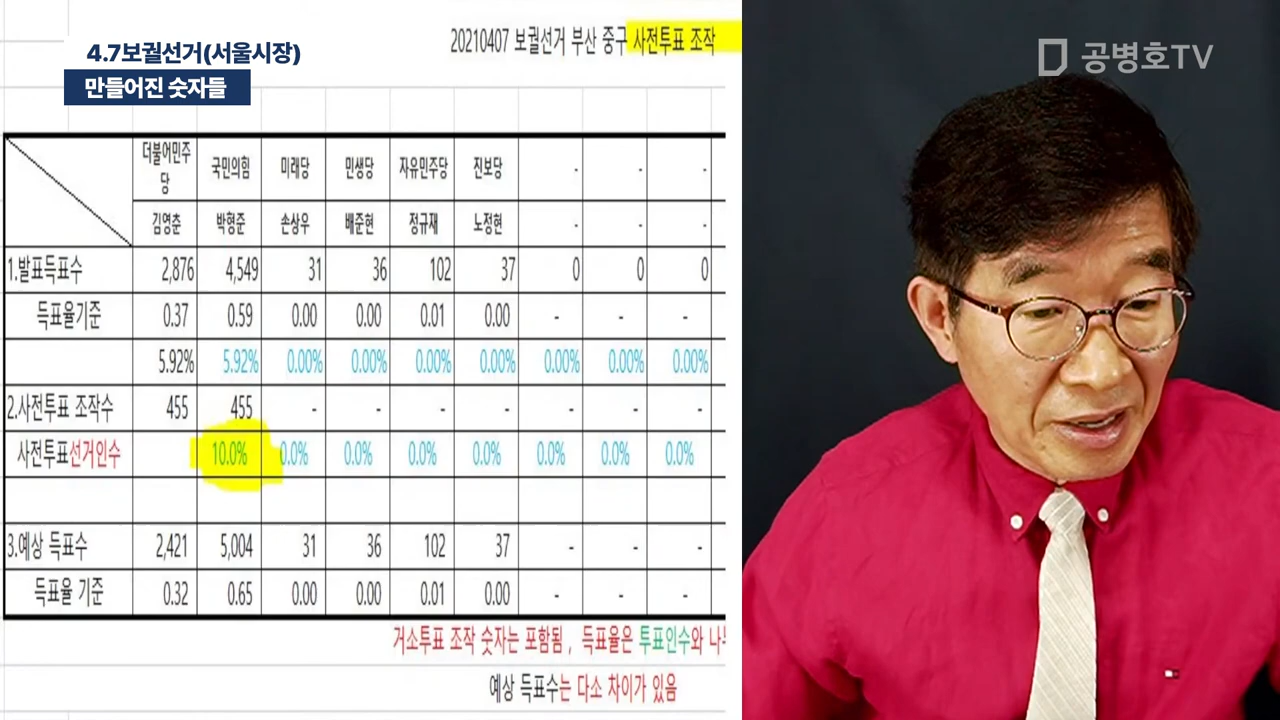 4.7보궐선거(서울시장)
만들어진 숫자들
20210407 보궐선거 부산 중구 사전투표 조작
공병호TV
더불어민주당 국민의힘 미래당 민생당 자유민주당 진보당 - - -
김영춘 박형준 손상우 배준현 정규재 노정현 - - -
1.발표득표수 2,876 4,549 31 36 102 37 0 0 0
득표율기준 0.37 0.59 0.00 0.00 0.01 0.00 - - -
5.92% 5.92% 0.00% 0.00% 0.00% 0.00% 0.00% 0.00% 0.00%
2.사전투표 조작수 455 455 - - - - - - -
사전투표선거인수 10.0% 0.0% 0.0% 0.0% 0.0% 0.0% 0.0% 0.0%
3.예상 득표수 2,421 5,004 31 36 102 37 - - -
득표율 기준 0.32 0.65 0.00 0.00 0.01 0.00 - - -
거소투표 조작 숫자는 포함됨 , 득표율은 투표인수와
예상 득표수는 다소 차이가 있음